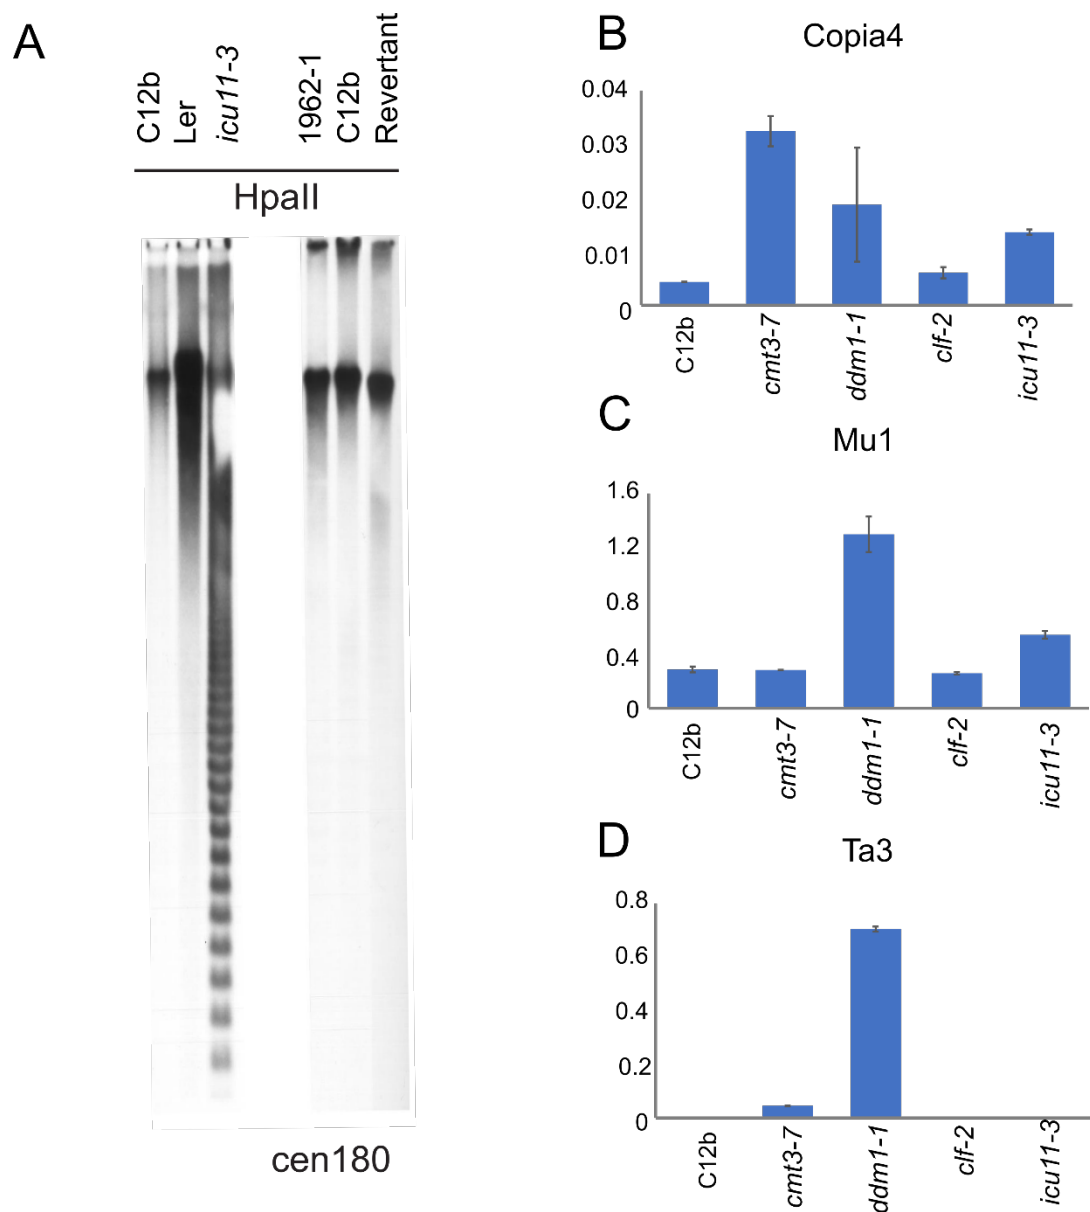 A
C12b
Ler
icu11-3
1962-1
C12b
Revertant
HpaII
cen180
B
Copia4
0.04
0.03
0.02
0.01
0
C12b
cmt3-7
ddm1-1
clf-2
icu11-3
C
Mu1
1.6
1.2
0.8
0.4
0
C12b
cmt3-7
ddm1-1
clf-2
icu11-3
D
Ta3
0.8
0.6
0.4
0.2
0
C12b
cmt3-7
ddm1-1
clf-2
icu11-3